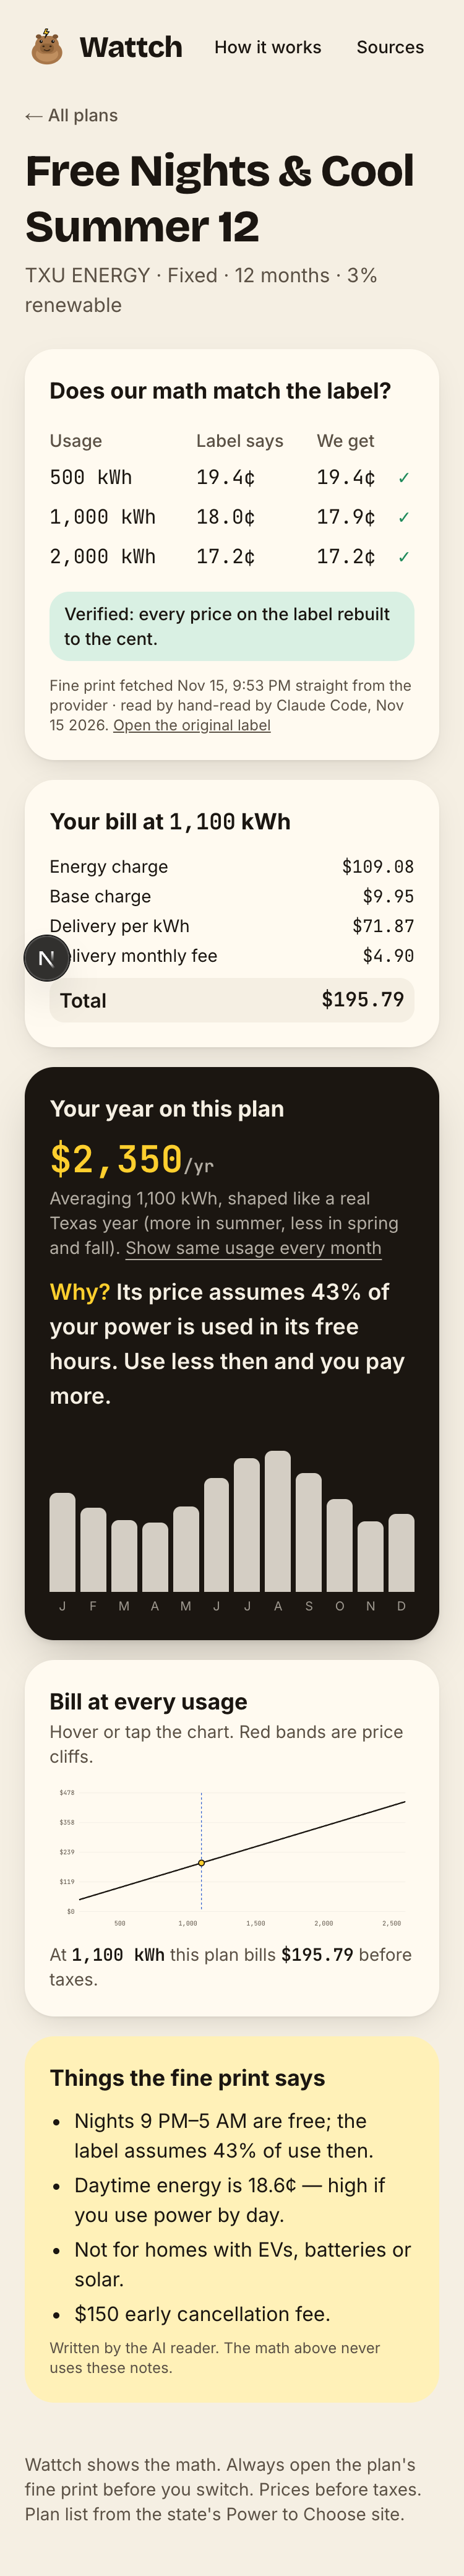 Wattch
How it works
Sources
← All plans
Free Nights & Cool
Summer 12
TXU ENERGY · Fixed · 12 months · 3%
renewable
Does our math match the label?
Usage Label says We get
500 kWh 19.4¢ 19.4¢ ✓
1,000 kWh 18.0¢ 17.9¢ ✓
2,000 kWh 17.2¢ 17.2¢ ✓
Verified: every price on the label rebuilt
to the cent.
Fine print fetched Nov 15, 9:53 PM straight from the
provider · read by hand-read by Claude Code, Nov
15 2026. Open the original label
Your bill at 1,100 kWh
Energy charge $109.08
Base charge $9.95
Delivery per kWh $71.87
N
livery monthly fee $4.90
Total $195.79
Your year on this plan
$2,350/yr
Averaging 1,100 kWh, shaped like a real
Texas year (more in summer, less in spring
and fall). Show same usage every month
Why? Its price assumes 43% of
your power is used in its free
hours. Use less then and you pay
more.
J F M A M J J A S O N D
Bill at every usage
Hover or tap the chart. Red bands are price
cliffs.
$478
$358
$239
$119
$0
500 1,000 1,500 2,000 2,500
At 1,100 kWh this plan bills $195.79 before
taxes.
Things the fine print says
• Nights 9 PM–5 AM are free; the
label assumes 43% of use then.
• Daytime energy is 18.6¢ — high if
you use power by day.
• Not for homes with EVs, batteries or
solar.
• $150 early cancellation fee.
Written by the AI reader. The math above never
uses these notes.
Wattch shows the math. Always open the plan's
fine print before you switch. Prices before taxes.
Plan list from the state's Power to Choose site.